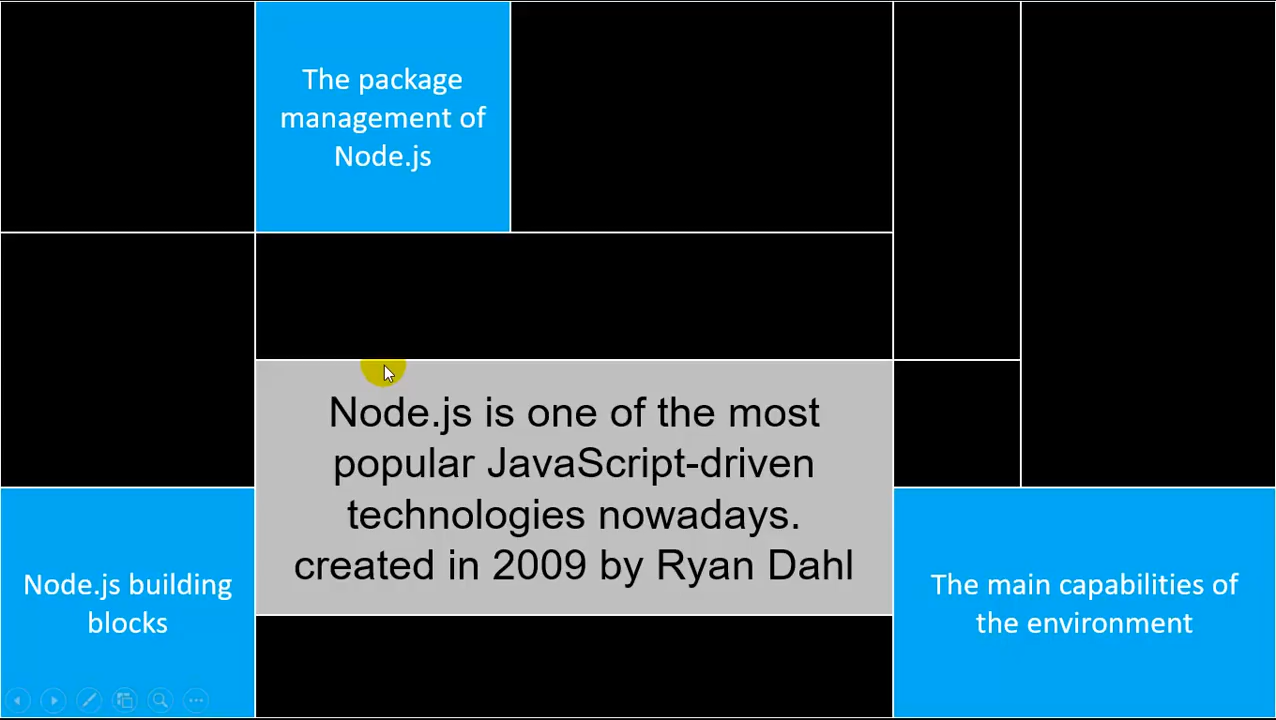 The package
management of
Node.js
Node.js is one of the most
popular JavaScript-driven
technologies nowadays.
created in 2009 by Ryan Dahl
Node.js building
blocks
The main capabilities of
the environment